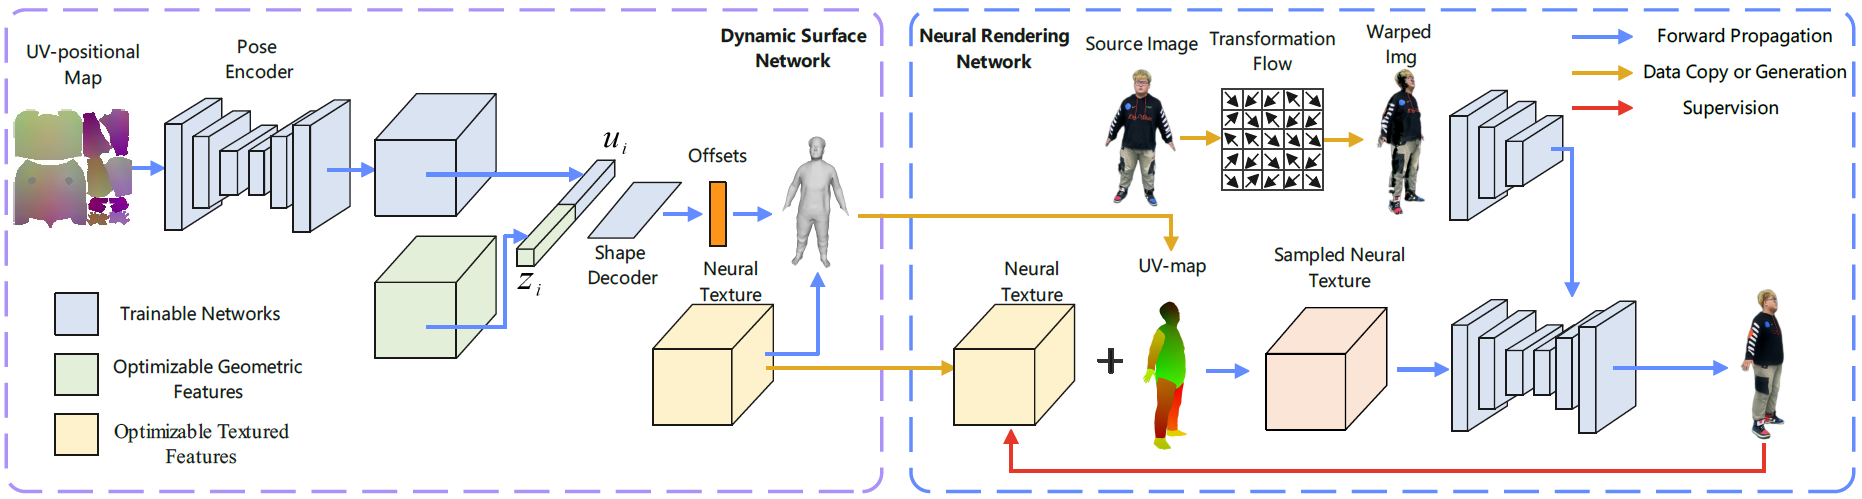 UV-positional
Map
Pose
Encoder
Dynamic Surface
Network
u i
Offsets
z i
Shape
Decoder
Neural
Texture
Trainable Networks
Optimizable Geometric
Features
Optimizable Textured
Features
Neural Rendering
Network
Source Image
Transformation
Flow
Warped
Img
Forward Propagation
Data Copy or Generation
Supervision
UV-map
Neural
Texture
+
Sampled Neural
Texture